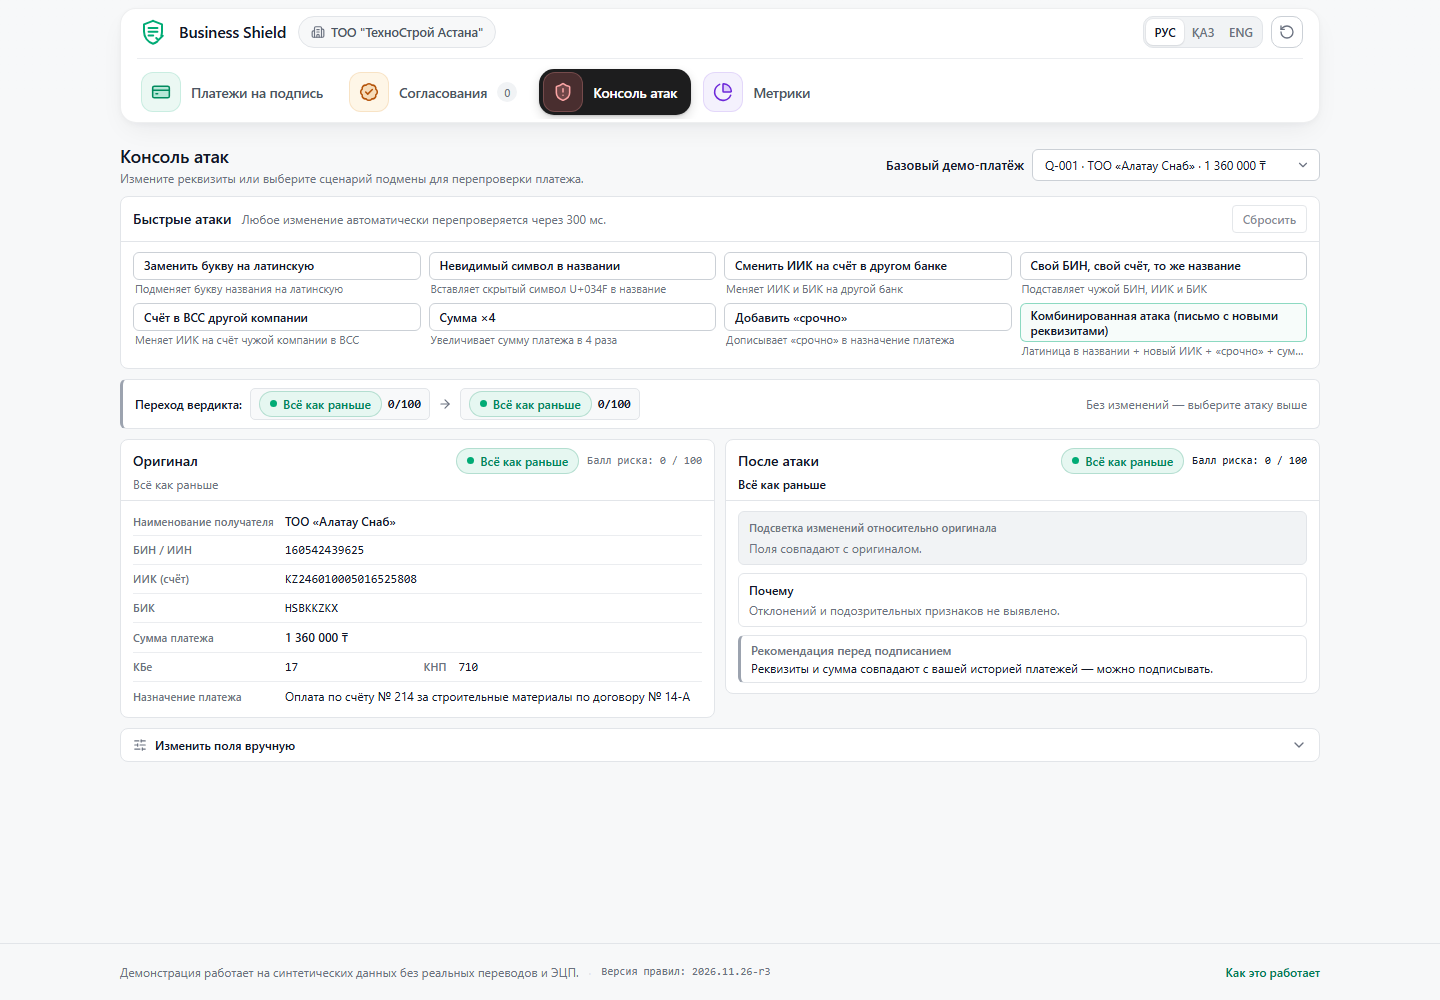 Business Shield
ТОО "ТехноСтрой Астана"
РУС ҚАЗ ENG
Платежи на подпись
Согласования 0
Консоль атак
Метрики
Консоль атак
Измените реквизиты или выберите сценарий подмены для перепроверки платежа.
Базовый демо-платёж
Q-001 · ТОО «Алатау Снаб» · 1 360 000 ₸
Быстрые атаки Любое изменение автоматически перепроверяется через 300 мс.
Сбросить
Заменить букву на латинскую
Подменяет букву названия на латинскую
Невидимый символ в названии
Вставляет скрытый символ U+034F в название
Сменить ИИК на счёт в другом банке
Меняет ИИК и БИК на другой банк
Свой БИН, свой счёт, то же название
Подставляет чужой БИН, ИИК и БИК
Счёт в ВСС другой компании
Меняет ИИК на счёт чужой компании в ВСС
Сумма ×4
Увеличивает сумму платежа в 4 раза
Добавить «срочно»
Дописывает «срочно» в назначение платежа
Комбинированная атака (письмо с новыми
реквизитами)
Латиница в названии + новый ИИК + «срочно» + сум...
Переход вердикта: Всё как раньше 0/100 → Всё как раньше 0/100
Без изменений — выберите атаку выше
Оригинал
Всё как раньше Балл риска: 0 / 100
Всё как раньше
Наименование получателя ТОО «Алатау Снаб»
БИН / ИИН 160542439625
ИИК (счёт) KZ246010005016525808
БИК HSBKKZKX
Сумма платежа 1 360 000 ₸
КБе 17 КНП 710
Назначение платежа Оплата по счёту № 214 за строительные материалы по договору № 14-А
После атаки
Всё как раньше Балл риска: 0 / 100
Всё как раньше
Подсветка изменений относительно оригинала
Поля совпадают с оригиналом.
Почему
Отклонений и подозрительных признаков не выявлено.
Рекомендация перед подписанием
Реквизиты и сумма совпадают с вашей историей платежей — можно подписывать.
Изменить поля вручную
Демонстрация работает на синтетических данных без реальных переводов и ЭЦП. · Версия правил: 2026.11.26-r3
Как это работает